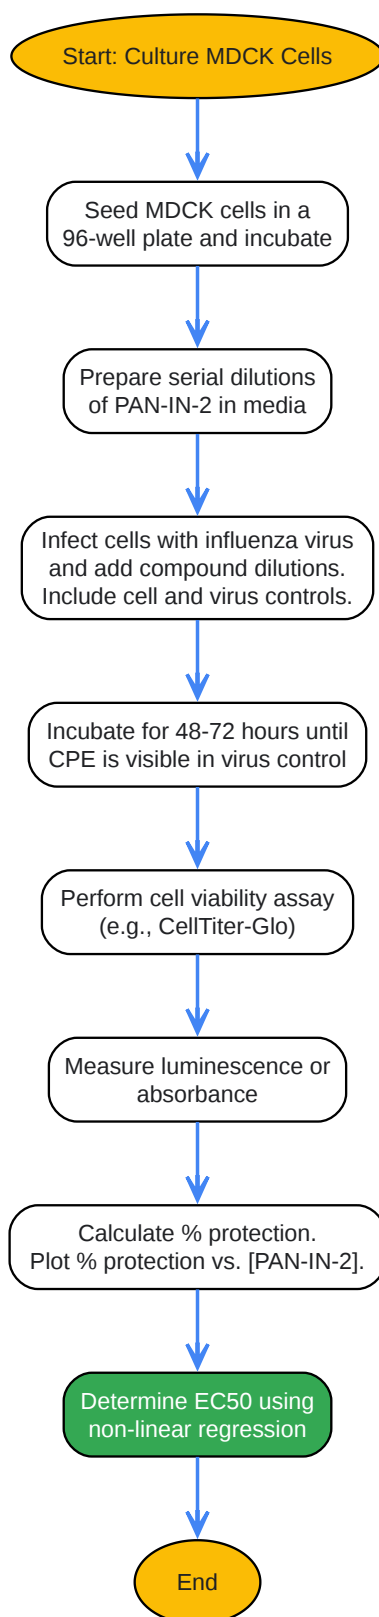 Start: Culture MDCK Cells
Seed MDCK cells in a
96-well plate and incubate
Prepare serial dilutions
of PAN-IN-2 in media
Infect cells with influenza virus
and add compound dilutions.
Include cell and virus controls.
Incubate for 48-72 hours until
CPE is visible in virus control
Perform cell viability assay
(e.g., CellTiter-Glo)
Measure luminescence or
absorbance
Calculate % protection.
Plot % protection vs. [PAN-IN-2].
Determine EC50 using
non-linear regression
End